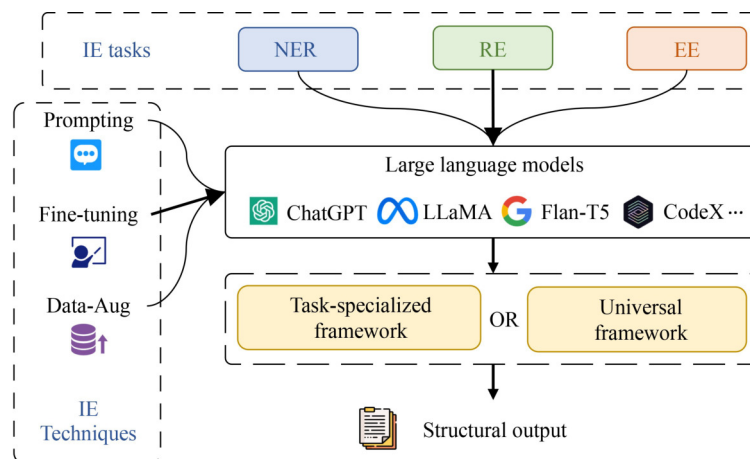 IE tasks
NER
RE
EE
Prompting
Fine-tuning
Data-Aug
IE
Techniques
Large language models
ChatGPT
LLaMA
Flan-T5
CodeX ···
Task-specialized
framework
OR
Universal
framework
Structural output